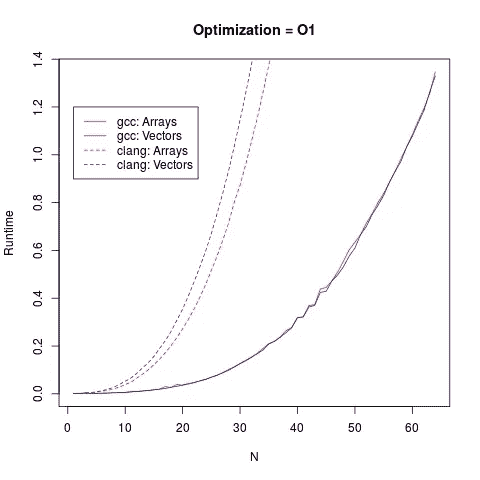 Optimization = O1
1.4
1.2
1.0
0.8
0.6
0.4
0.2
0.0
Runtime
gcc: Arrays
gcc: Vectors
clang: Arrays
clang: Vectors
0 10 20 30 40 50 60
N